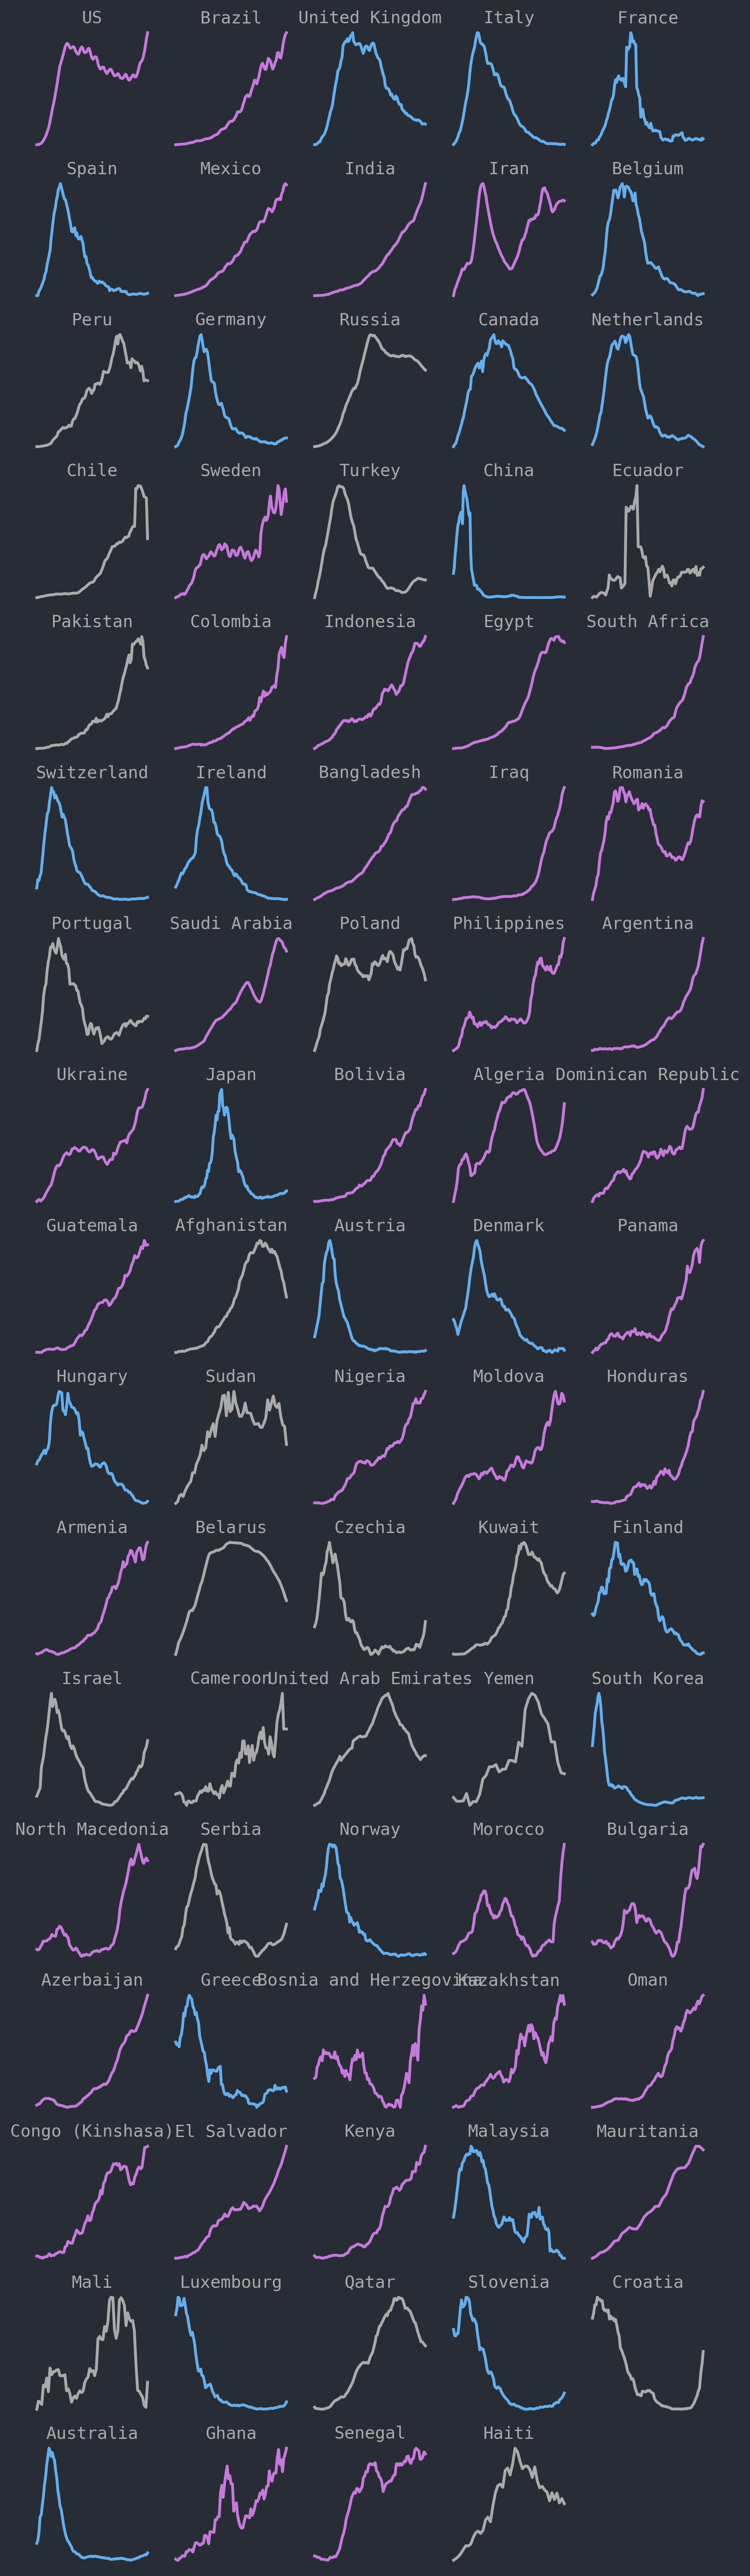 US Brazil United Kingdom Italy France
Spain Mexico India Iran Belgium
Peru Germany Russia Canada Netherlands
Chile Sweden Turkey China Ecuador
Pakistan Colombia Indonesia Egypt South Africa
Switzerland Ireland Bangladesh Iraq Romania
Portugal Saudi Arabia Poland Philippines Argentina
Ukraine Japan Bolivia Algeria Dominican Republic
Guatemala Afghanistan Austria Denmark Panama
Hungary Sudan Nigeria Moldova Honduras
Armenia Belarus Czechia Kuwait Finland
Israel Cameroon United Arab Emirates Yemen South Korea
North Macedonia Serbia Norway Morocco Bulgaria
Azerbaijan Greece Bosnia and Herzegovina Kazakhstan Oman
Congo (Kinshasa) El Salvador Kenya Malaysia Mauritania
Mali Luxembourg Qatar Slovenia Croatia
Australia Ghana Senegal Haiti